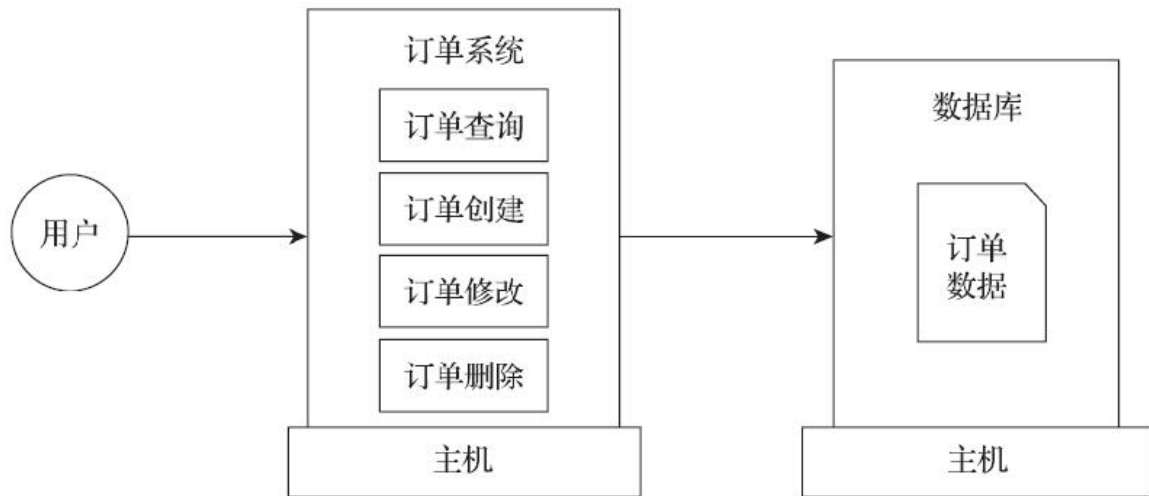 用户
订单系统
订单查询
订单创建
订单修改
订单删除
主机
数据库
订单
数据
主机